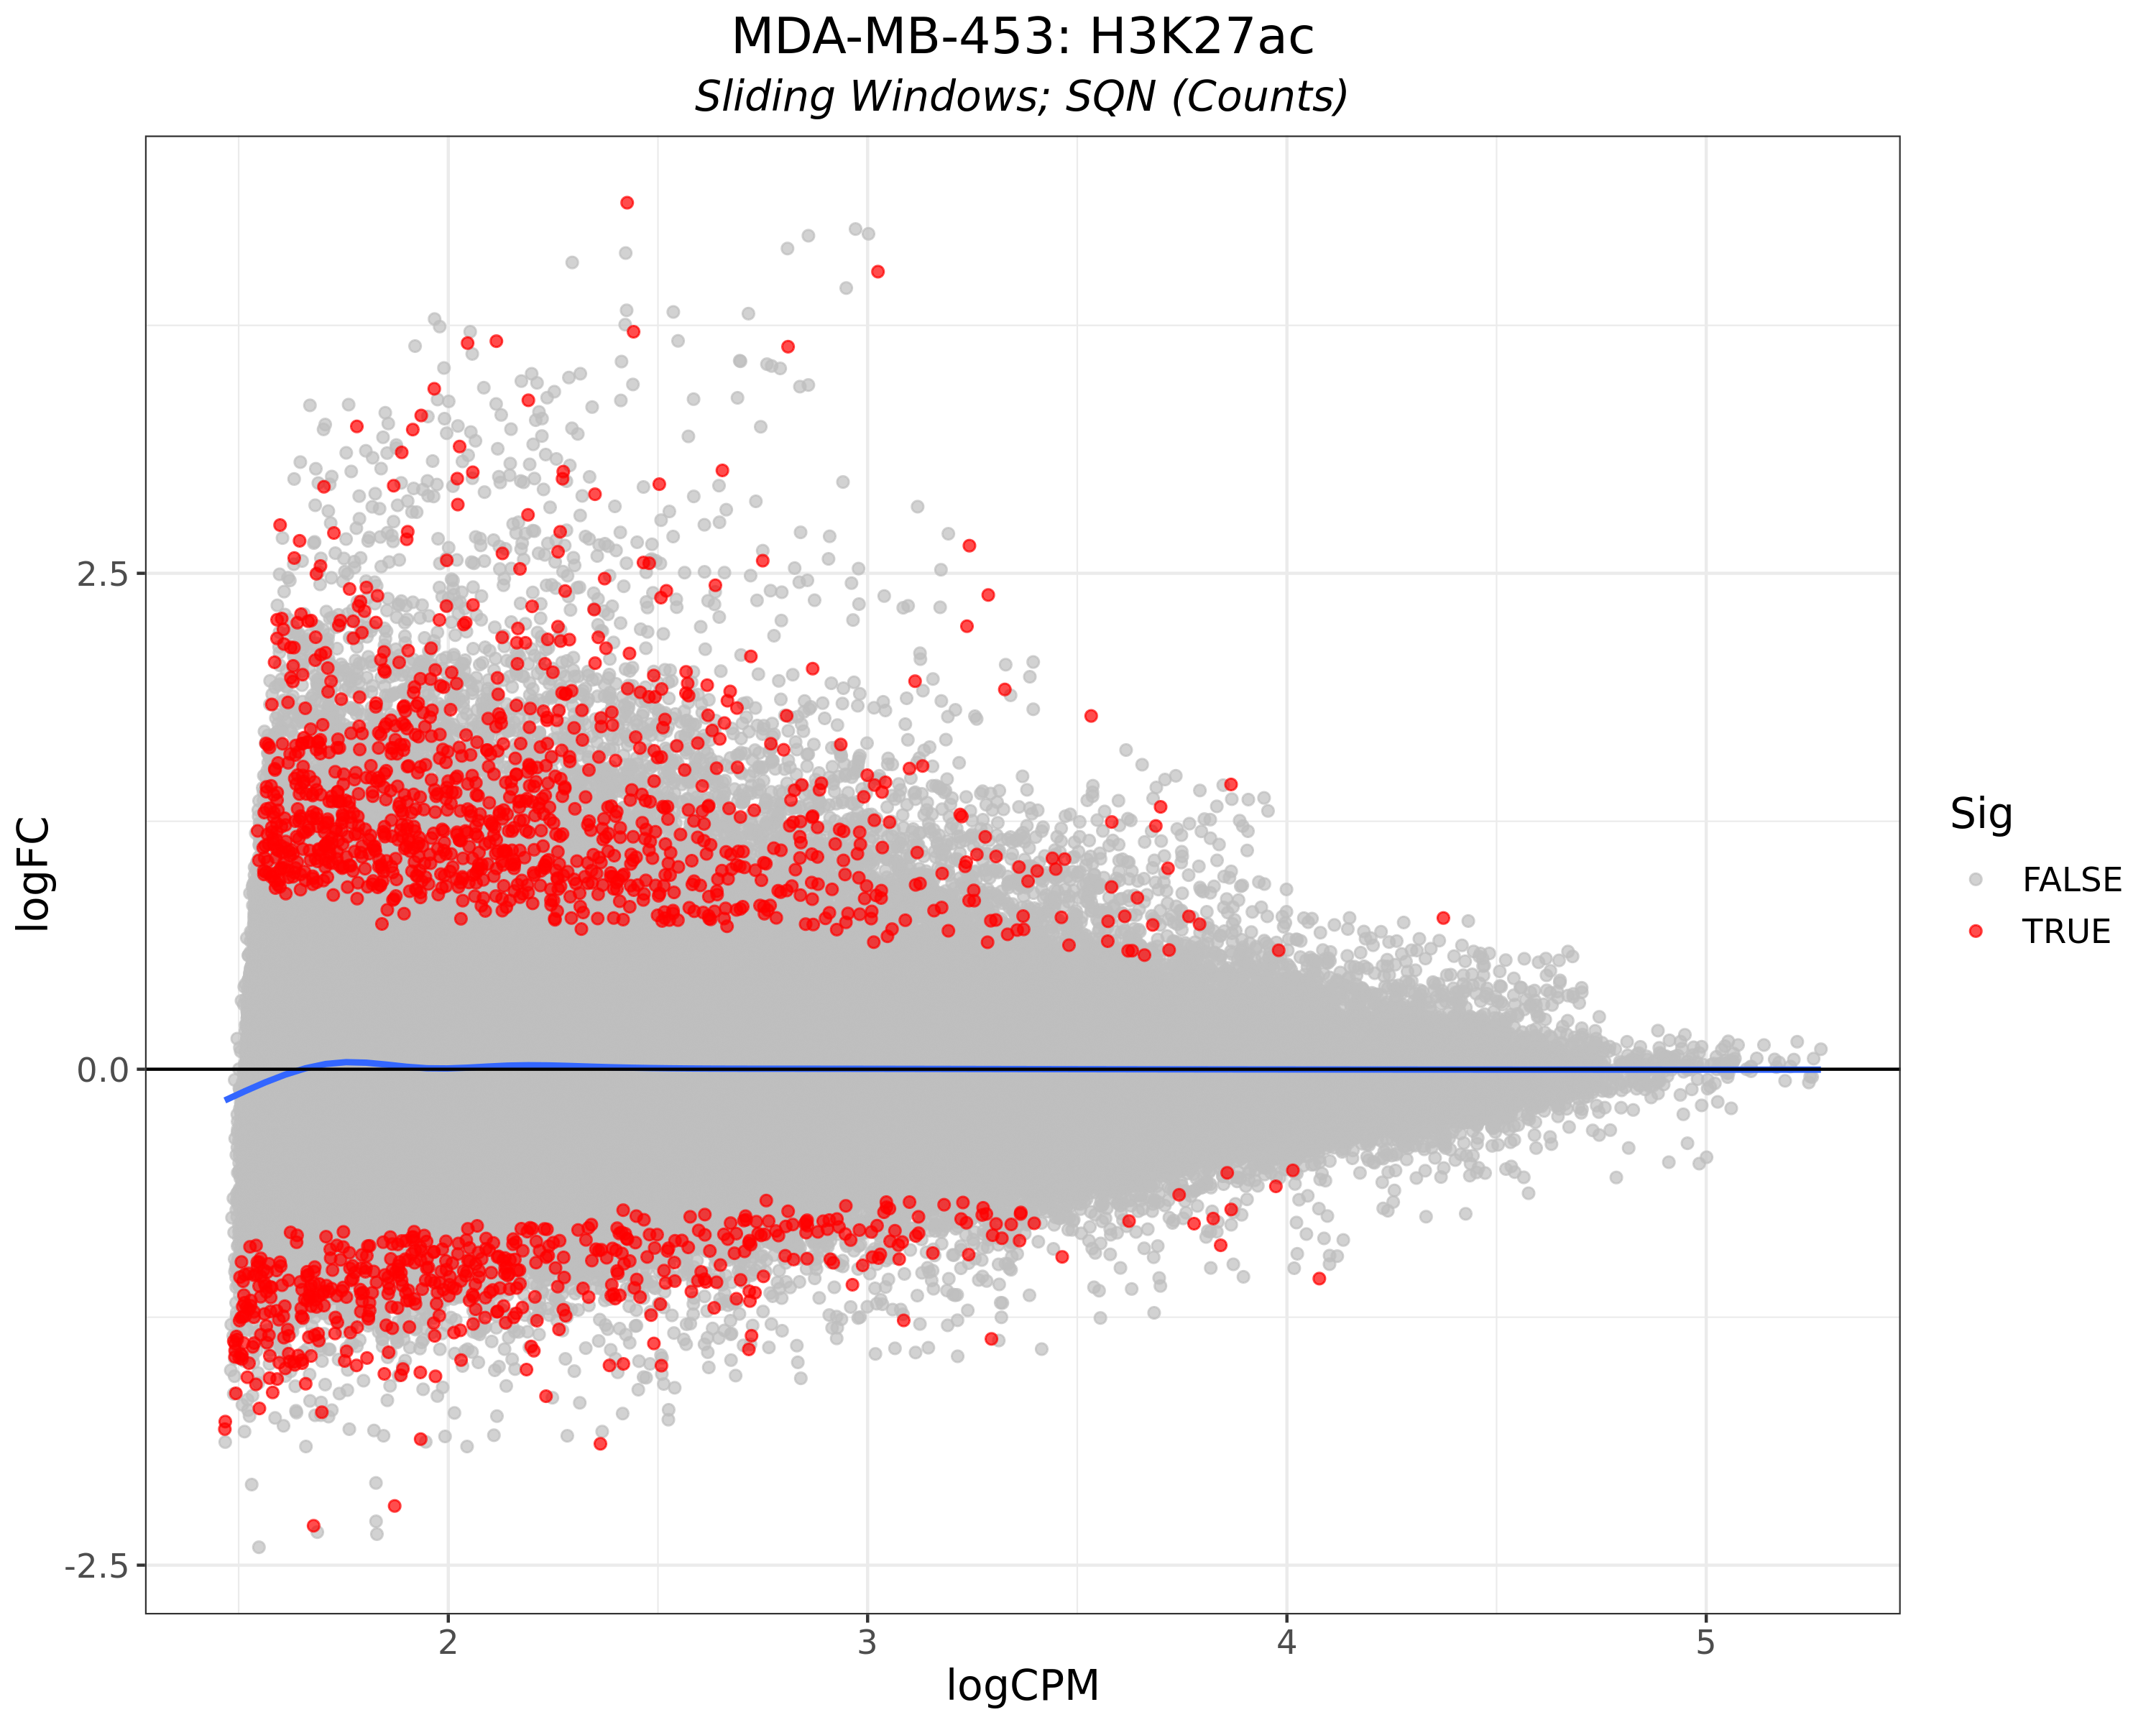 MDA-MB-453: H3K27ac
Sliding Windows; SQN (Counts)
logFC
2.5
0.0
-2.5
2
3
4
5
logCPM
Sig
FALSE
TRUE